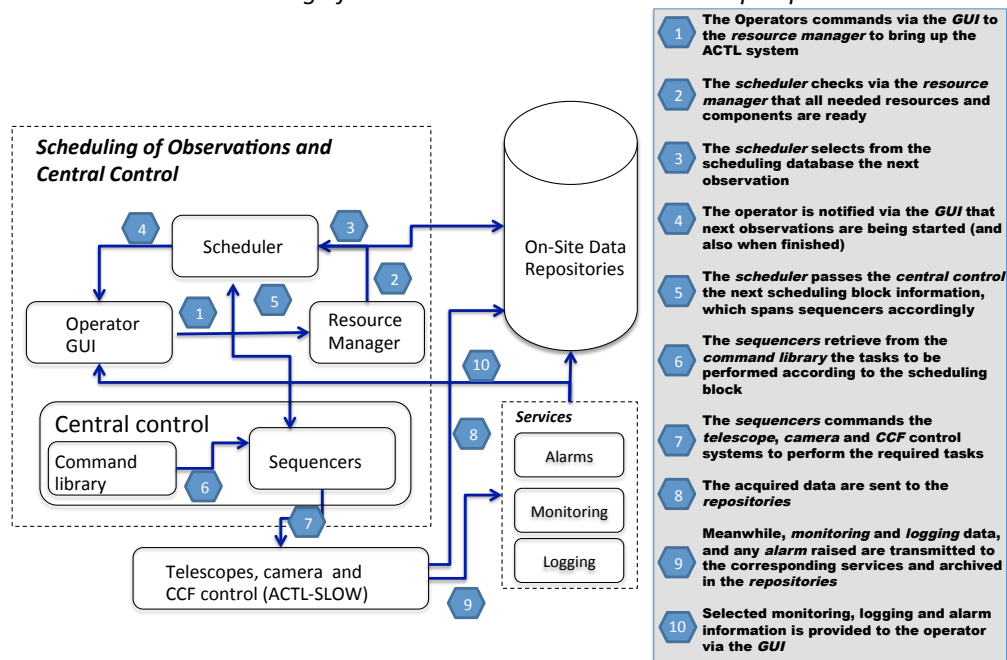 Scheduling of Observations and
Central Control
4
Scheduler
3
5
2
1
Operator
GUI
Resource
Manager
On-Site Data
Repositories
10
Central control
Command
library
6
Sequencers
8
Services
Alarms
Monitoring
Logging
7
Telescopes, camera and
CCF control (ACTL-SLOW)
9
1
The Operators commands via the GUI to
the resource manager to bring up the
ACTL system
2
The scheduler checks via the resource
manager that all needed resources and
components are ready
3
The scheduler selects from the
scheduling database the next
observation
4
The operator is notified via the GUI that
next observations are being started (and
also when finished)
5
The scheduler passes the central control
the next scheduling block information,
which spans sequencers accordingly
6
The sequencers retrieve from the
command library the tasks to be
performed according to the scheduling
block
7
The sequencers commands the
telescope, camera and CCF control
systems to perform the required tasks
8
The acquired data are sent to the
repositories
9
Meanwhile, monitoring and logging data,
and any alarm raised are transmitted to
the corresponding services and archived
in the repositories
10
Selected monitoring, logging and alarm
information is provided to the operator
via the GUI